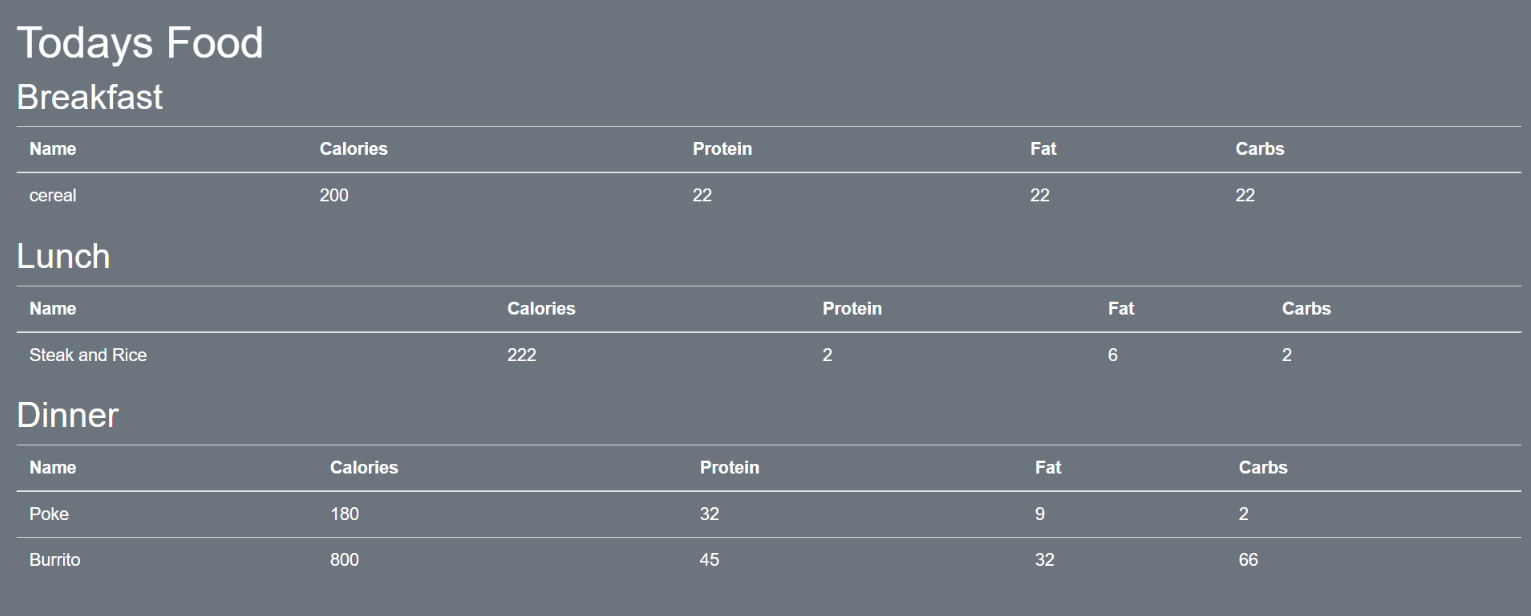 Todays Food
Breakfast
Name Calories Protein Fat Carbs
cereal 200 22 22 22
Lunch
Name Calories Protein Fat Carbs
Steak and Rice 222 2 6 2
Dinner
Name Calories Protein Fat Carbs
Poke 180 32 9 2
Burrito 800 45 32 66